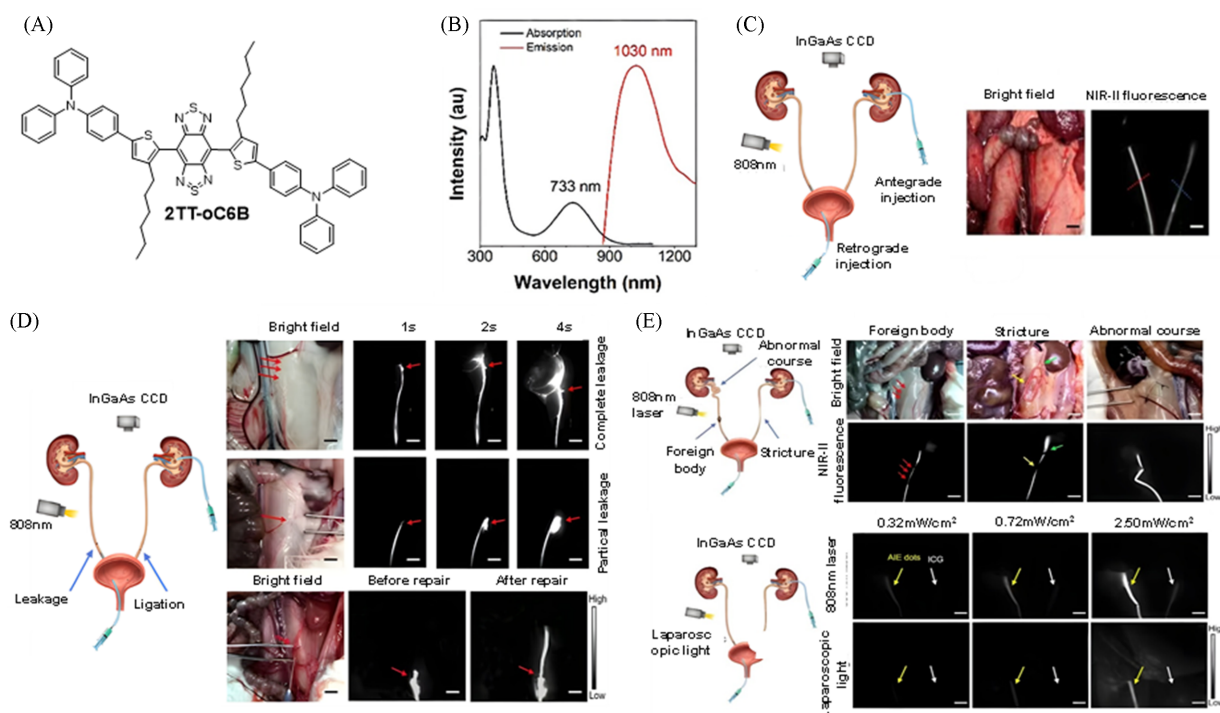 (A)
S
N
N
N
S
S
N
N
N
S
N
2TT-oC6B
(B)
Absorption
Emission
1030 nm
733 nm
Intensity (au)
300 600 900 1200
Wavelength (nm)
(C)
InGaAs CCD
808nm
Antegrade
injection
Retrograde
injection
Bright field
NIR-II fluorescence
(D)
InGaAs CCD
808nm
Leakage
Ligation
Bright field
1s
2s
4s
Complete leakage
Partical leakage
Bright field
Before repair
After repair
High
Low
(E)
InGaAs CCD
Abnormal
course
808nm
laser
Foreign
body
Stricture
Foreign body
Stricture
Abnormal course
Bright field
NIR-II
fluorescence
High
Low
InGaAs CCD
Laparosc
opic light
0.32mW/cm²
0.72mW/cm²
2.50mW/cm²
AIE dots
ICG
808nm laser
Laparoscopic
light
High
Low